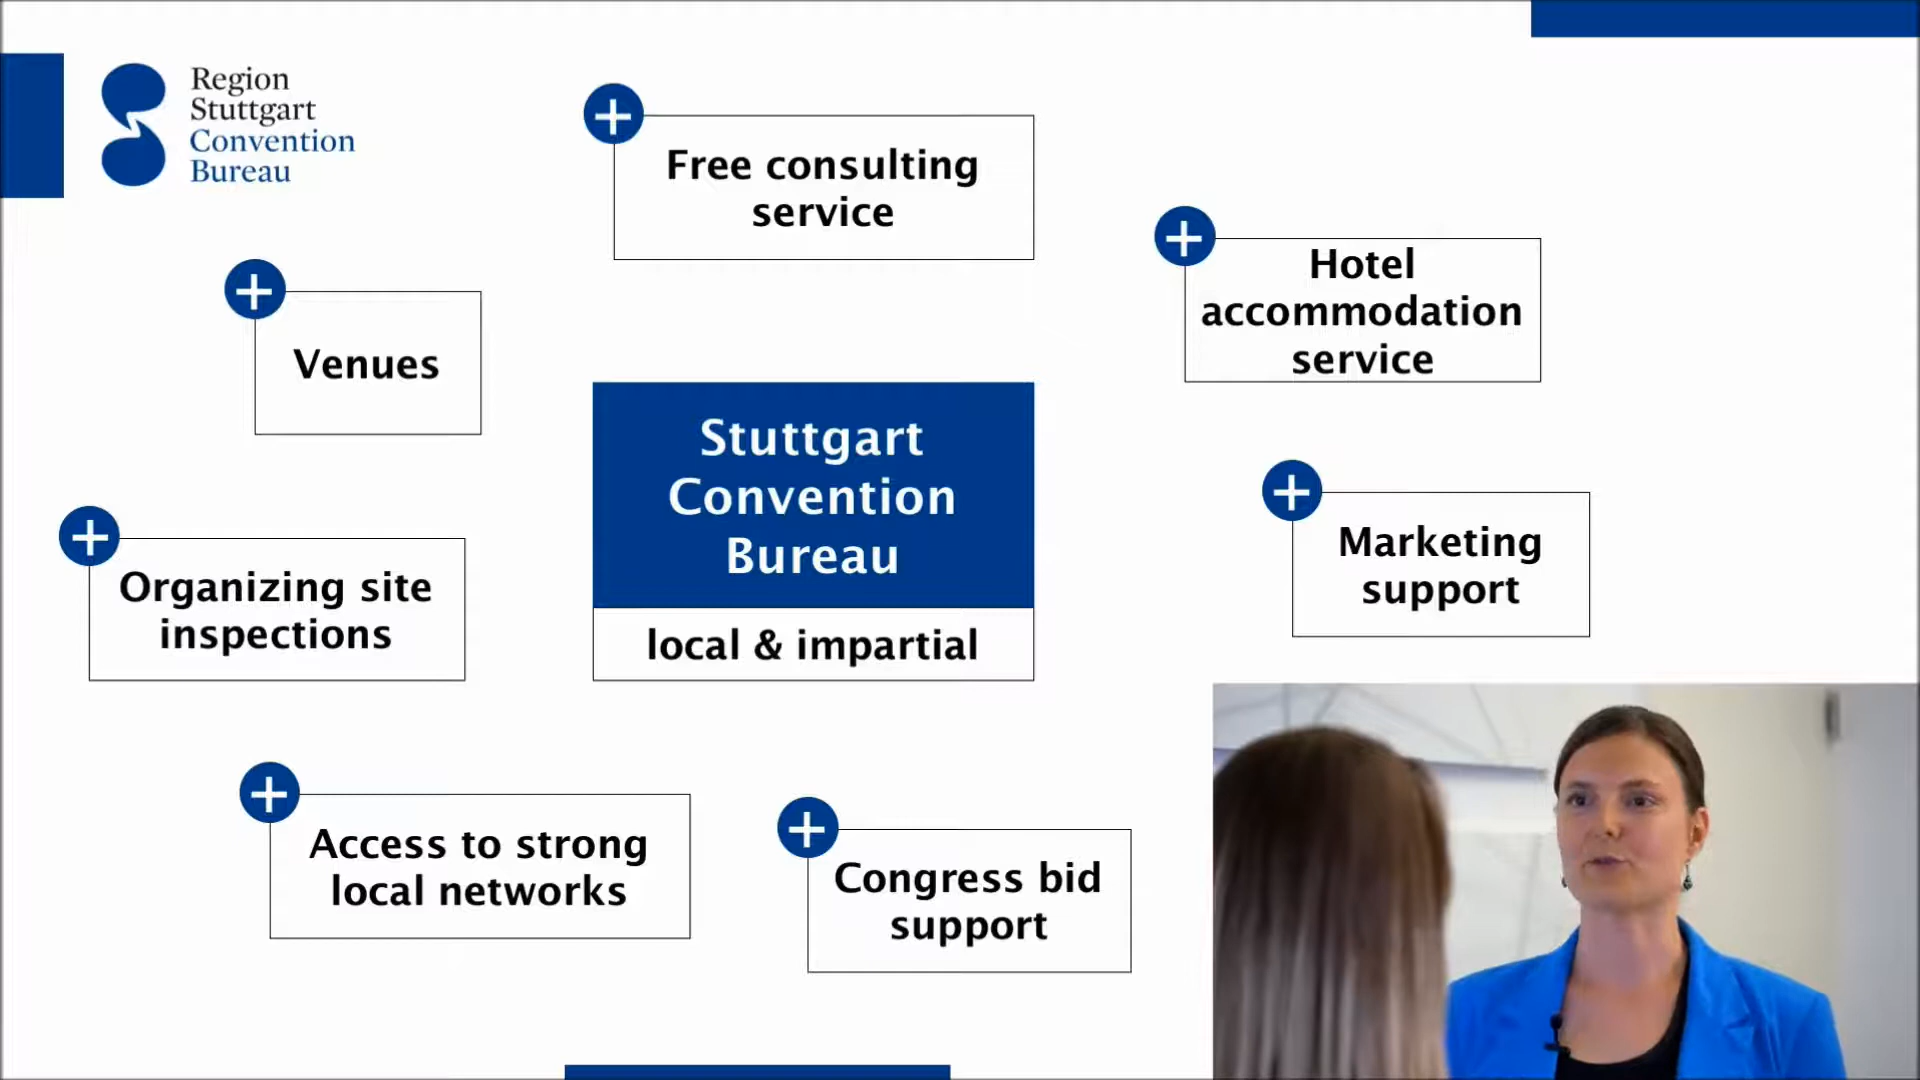 Region
Stuttgart
Convention
Bureau
Free consulting
service
Hotel
accommodation
service
Venues
Stuttgart
Convention
Bureau
local & impartial
Marketing
support
Organizing site
inspections
Access to strong
local networks
Congress bid
support